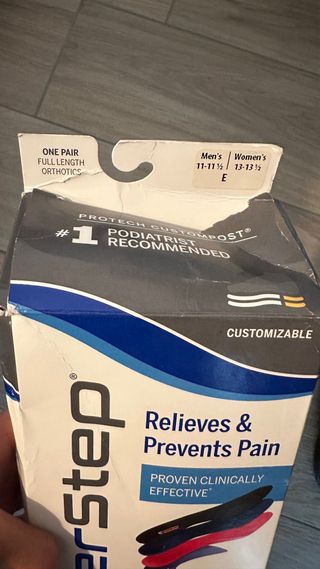 ONE PAIR
FULL LENGTH
ORTHOTICS
Men's Women's
11-11 ½ 13-13 ½
E
PROTECH CUSTOMPOST®
#1 PODIATRIST
RECOMMENDED
CUSTOMIZABLE
erStep®
Relieves &
Prevents Pain
PROVEN CLINICALLY
EFFECTIVE